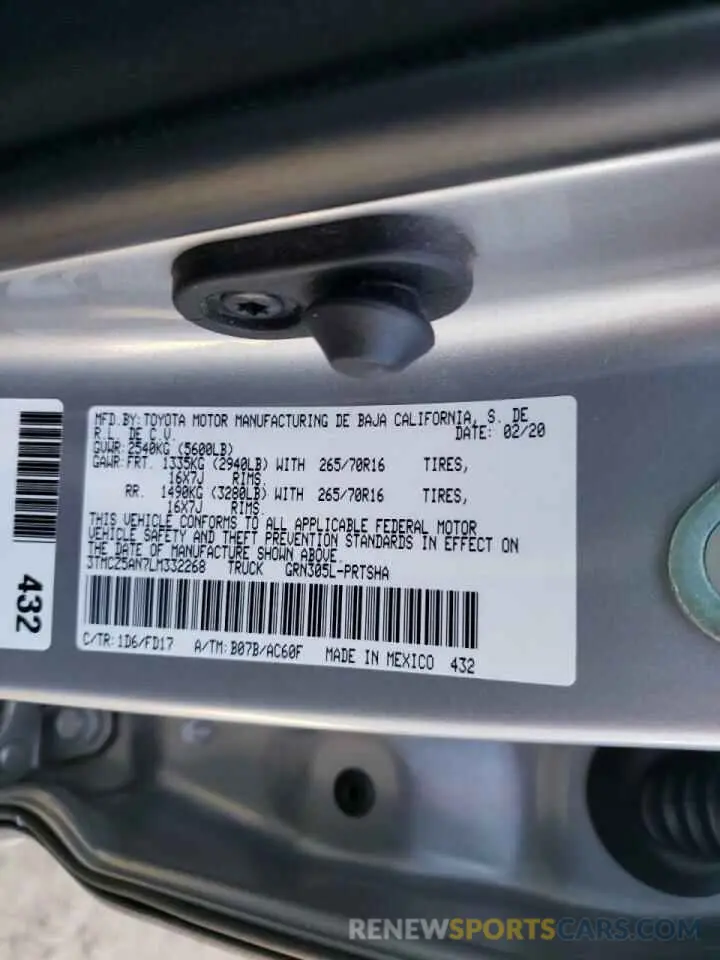 MFD.BY: TOYOTA MOTOR MANUFACTURING DE BAJA CALIFORNIA, S. DE
R.L. DE C.V. DATE: 02/20
GVWR: 2540KG (5600LB)
GAWR: FRT. 1335KG (2940LB) WITH 265/70R16 TIRES,
16X7J RIMS.
RR. 1490KG (3280LB) WITH 265/70R16 TIRES,
16X7J RIMS.
THIS VEHICLE CONFORMS TO ALL APPLICABLE FEDERAL MOTOR
VEHICLE SAFETY AND THEFT PREVENTION STANDARDS IN EFFECT ON
THE DATE OF MANUFACTURE SHOWN ABOVE.
3TMCZ5AN7LM332268 TRUCK GRN305L-PRTSHA
C/TR: 1D6/FD17 A/TM: B07B/AC60F MADE IN MEXICO 432
432
RENEWSPORTSCARS.COM